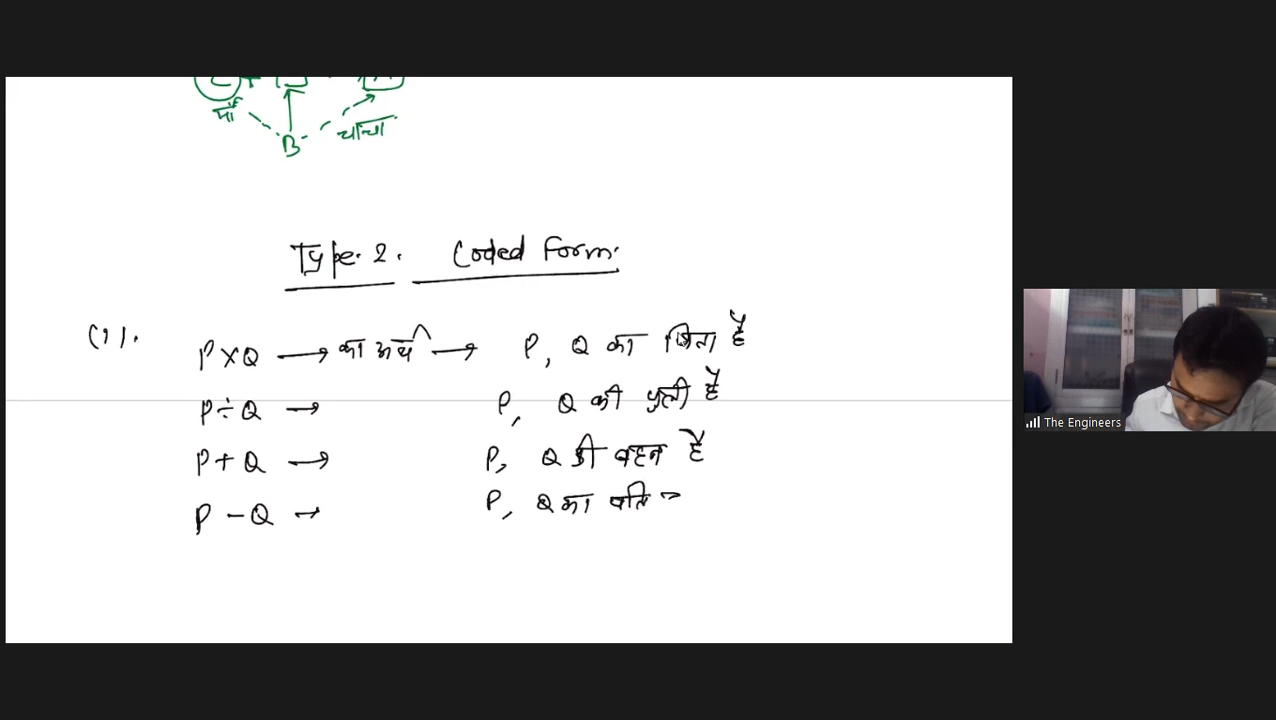 माँ
चाचा
B
Type. 2. Coded Form.
(1). P × Q → का अर्थ → P, Q का पिता है
P ÷ Q → P, Q की पुत्री है
P + Q → P, Q की बहन है
P − Q → P, Q का पति
The Engineers